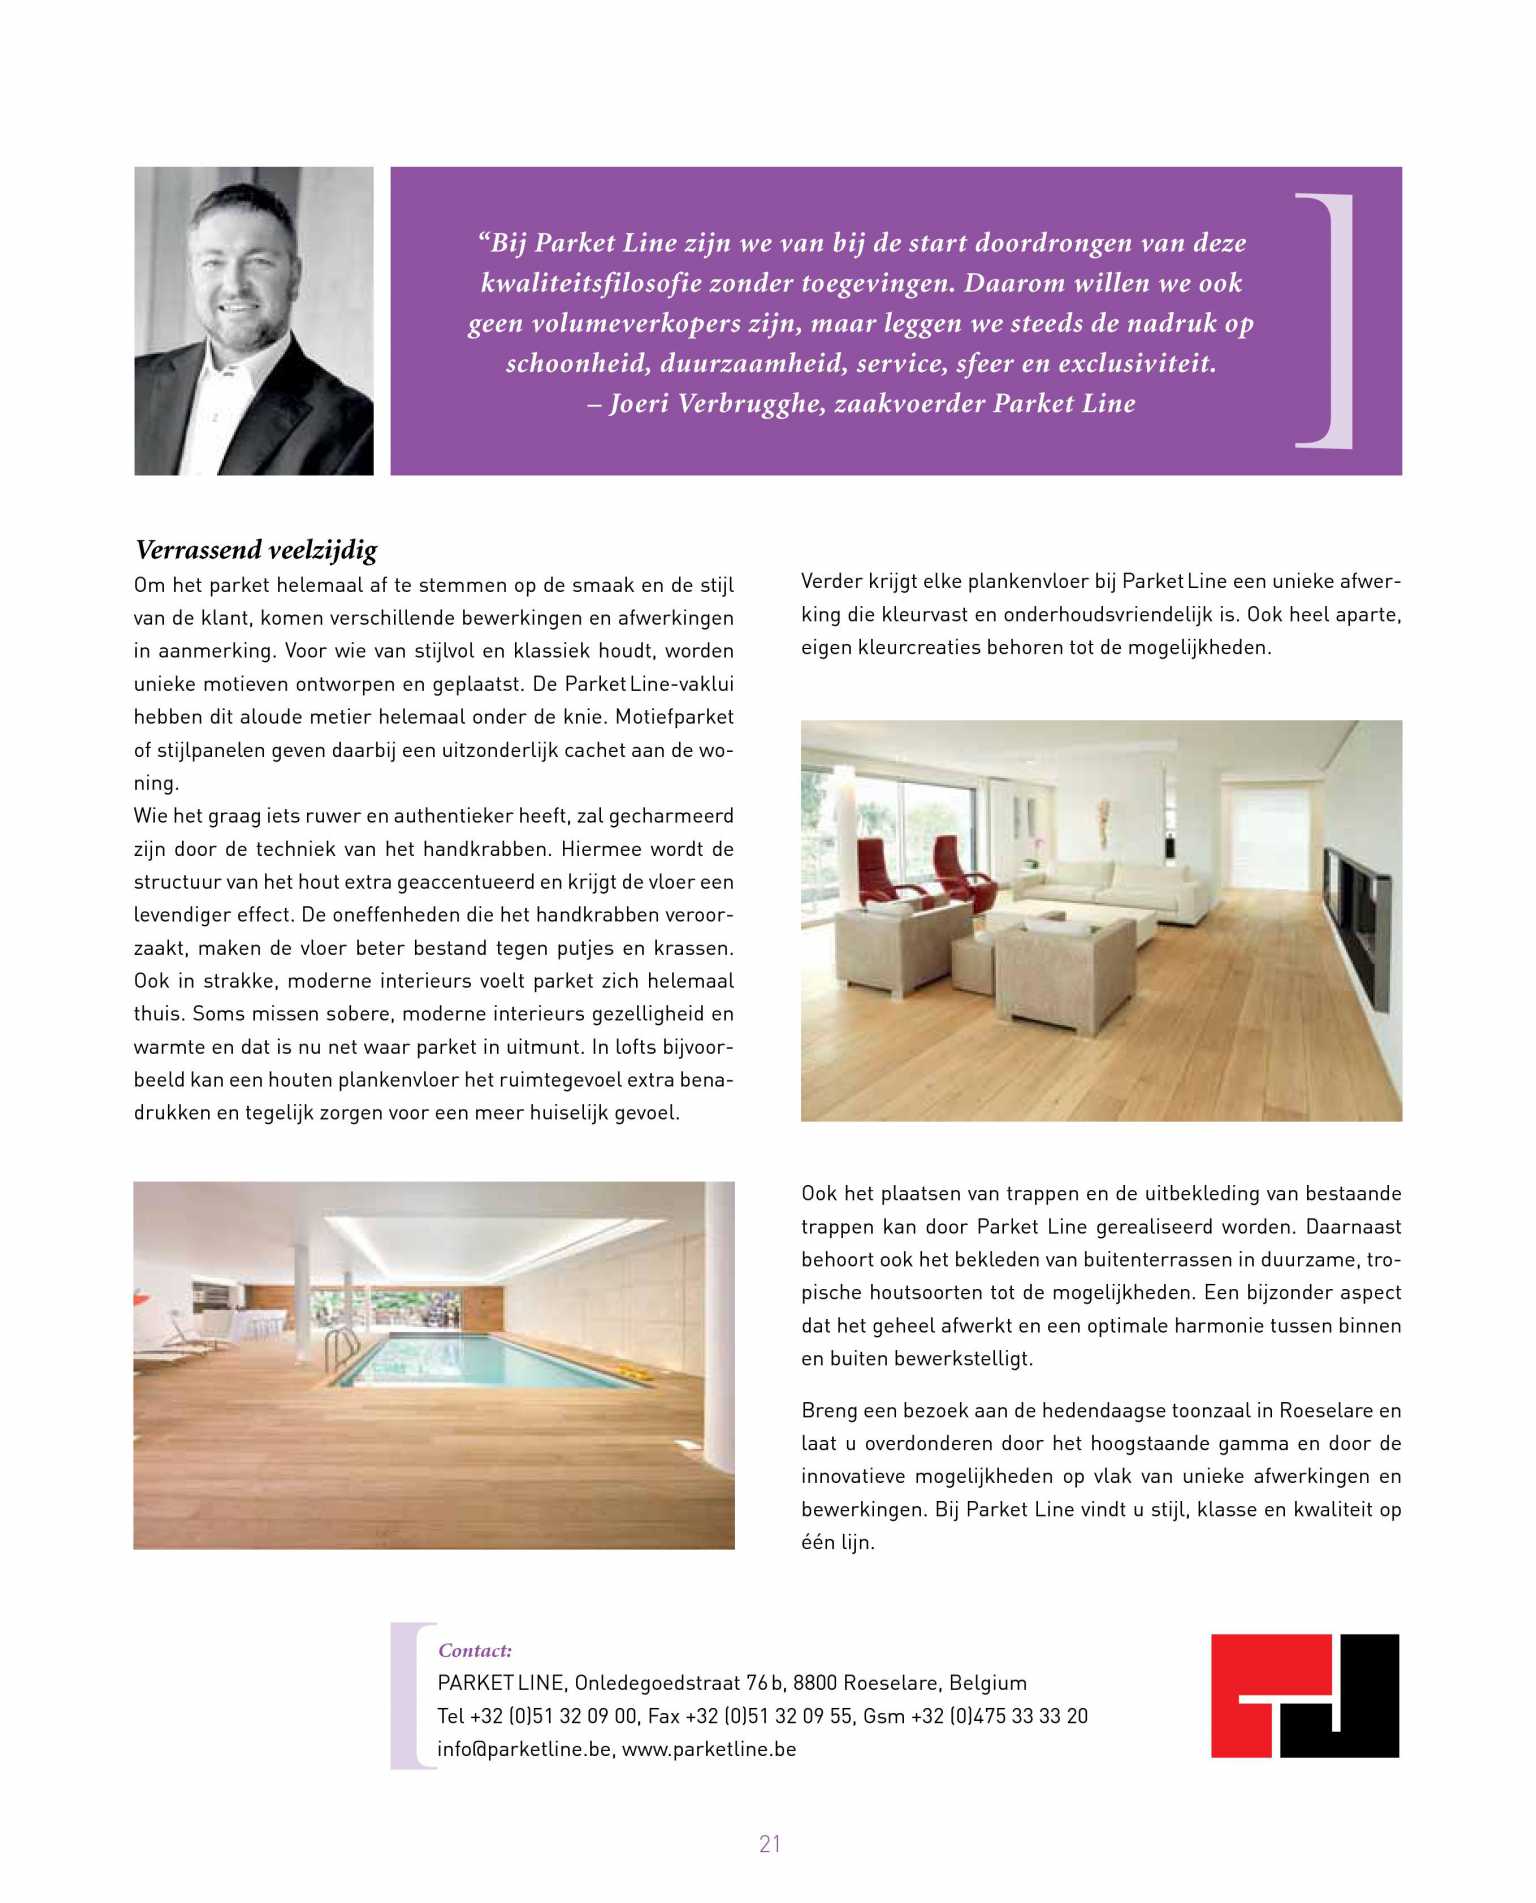 “Bij Parket Line zijn we van bij de start doordrongen van deze
kwaliteitsfilosofie zonder toegevingen. Daarom willen we ook
geen volumeverkopers zijn, maar leggen we steeds de nadruk op
schoonheid, duurzaamheid, service, sfeer en exclusiviteit.
– Joeri Verbrugghe, zaakvoerder Parket Line
Verrassend veelzijdig
Om het parket helemaal af te stemmen op de smaak en de stijl
van de klant, komen verschillende bewerkingen en afwerkingen
in aanmerking. Voor wie van stijlvol en klassiek houdt, worden
unieke motieven ontworpen en geplaatst. De Parket Line-vaklui
hebben dit aloude metier helemaal onder de knie. Motiefparket
of stijlpanelen geven daarbij een uitzonderlijk cachet aan de wo-
ning.
Wie het graag iets ruwer en authentieker heeft, zal gecharmeerd
zijn door de techniek van het handkrabben. Hiermee wordt de
structuur van het hout extra geaccentueerd en krijgt de vloer een
levendiger effect. De oneffenheden die het handkrabben veroor-
zaakt, maken de vloer beter bestand tegen putjes en krassen.
Ook in strakke, moderne interieurs voelt parket zich helemaal
thuis. Soms missen sobere, moderne interieurs gezelligheid en
warmte en dat is nu net waar parket in uitmunt. In lofts bijvoor-
beeld kan een houten plankenvloer het ruimtegevoel extra bena-
drukken en tegelijk zorgen voor een meer huiselijk gevoel.
Verder krijgt elke plankenvloer bij Parket Line een unieke afwer-
king die kleurvast en onderhoudsvriendelijk is. Ook heel aparte,
eigen kleurcreaties behoren tot de mogelijkheden.
Ook het plaatsen van trappen en de uitbekleding van bestaande
trappen kan door Parket Line gerealiseerd worden. Daarnaast
behoort ook het bekleden van buitenterrassen in duurzame, tro-
pische houtsoorten tot de mogelijkheden. Een bijzonder aspect
dat het geheel afwerkt en een optimale harmonie tussen binnen
en buiten bewerkstelligt.
Breng een bezoek aan de hedendaagse toonzaal in Roeselare en
laat u overdonderen door het hoogstaande gamma en door de
innovatieve mogelijkheden op vlak van unieke afwerkingen en
bewerkingen. Bij Parket Line vindt u stijl, klasse en kwaliteit op
één lijn.
Contact:
PARKET LINE, Onledegoedstraat 76 b, 8800 Roeselare, Belgium
Tel +32 (0)51 32 09 00, Fax +32 (0)51 32 09 55, Gsm +32 (0)475 33 33 20
info@parketline.be, www.parketline.be
21